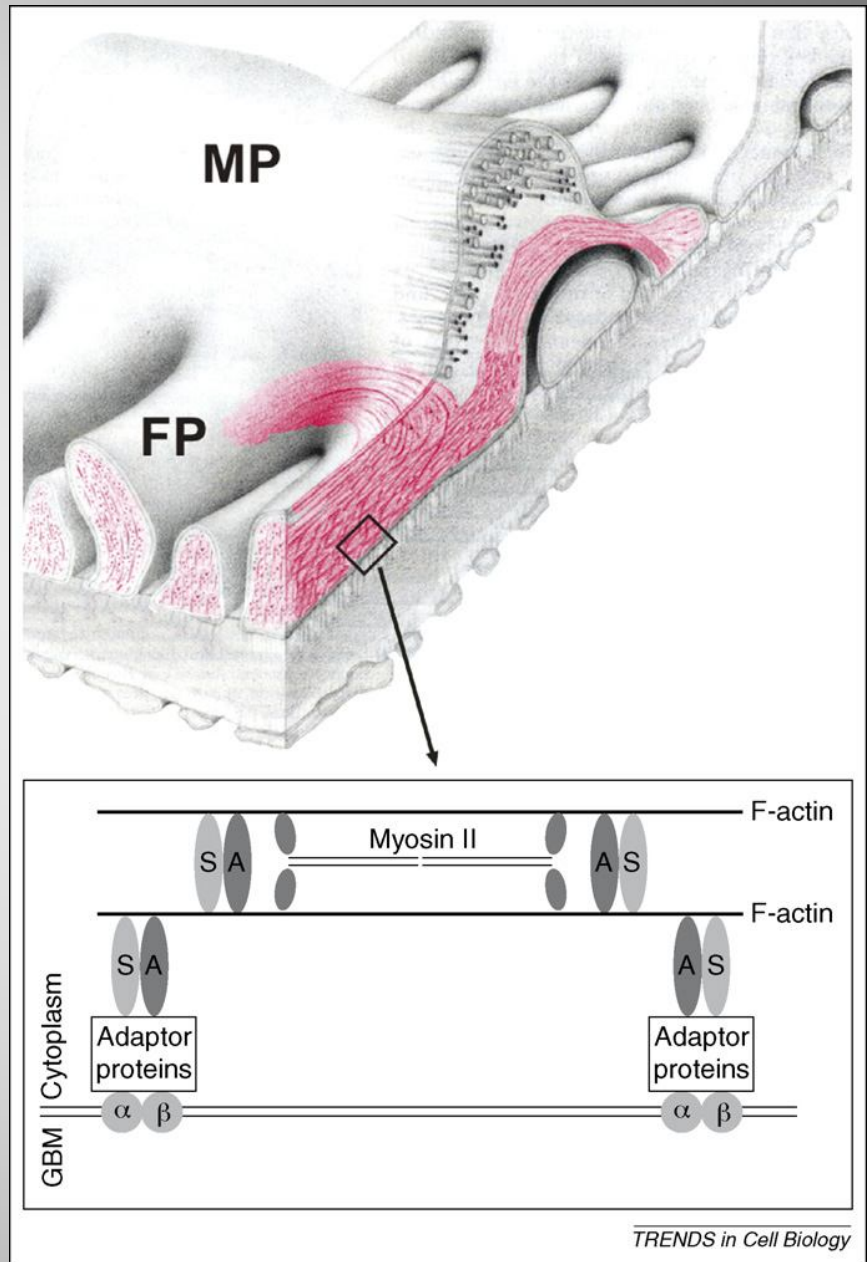 MP
FP
F-actin
Myosin II
S A
A S
F-actin
S A
A S
Cytoplasm
Adaptor
proteins
Adaptor
proteins
α β
α β
GBM
TRENDS in Cell Biology